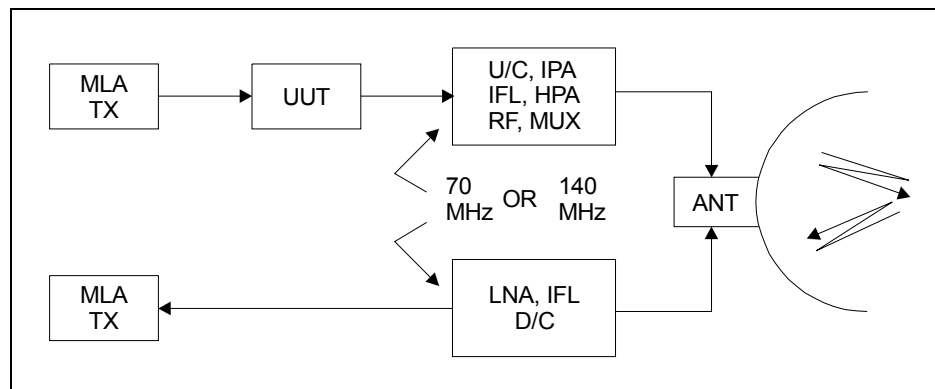 MLA
TX
UUT
U/C, IPA
IFL, HPA
RF, MUX
70
MHz
OR
140
MHz
ANT
MLA
TX
LNA, IFL
D/C